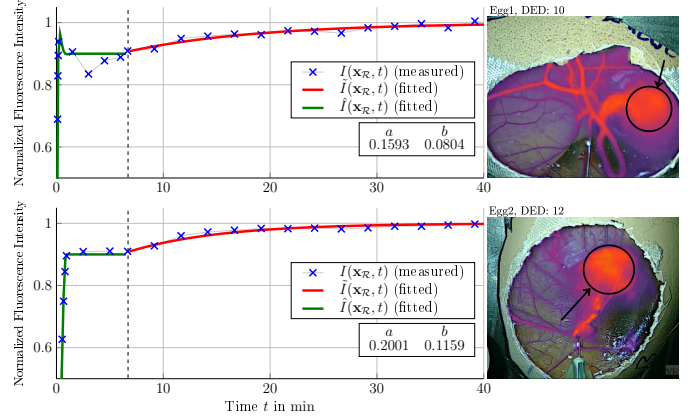 Normalized Fluorescence Intensity
1
0.8
0.6
I(x_R, t) (measured)
Ĩ(x_R, t) (fitted)
Î(x_R, t) (fitted)
a b
0.1593 0.0804
0 10 20 30 40
Egg1, DED: 10
Normalized Fluorescence Intensity
1
0.8
0.6
I(x_R, t) (measured)
Ĩ(x_R, t) (fitted)
Î(x_R, t) (fitted)
a b
0.2001 0.1159
0 10 20 30 40
Time t in min
Egg2, DED: 12